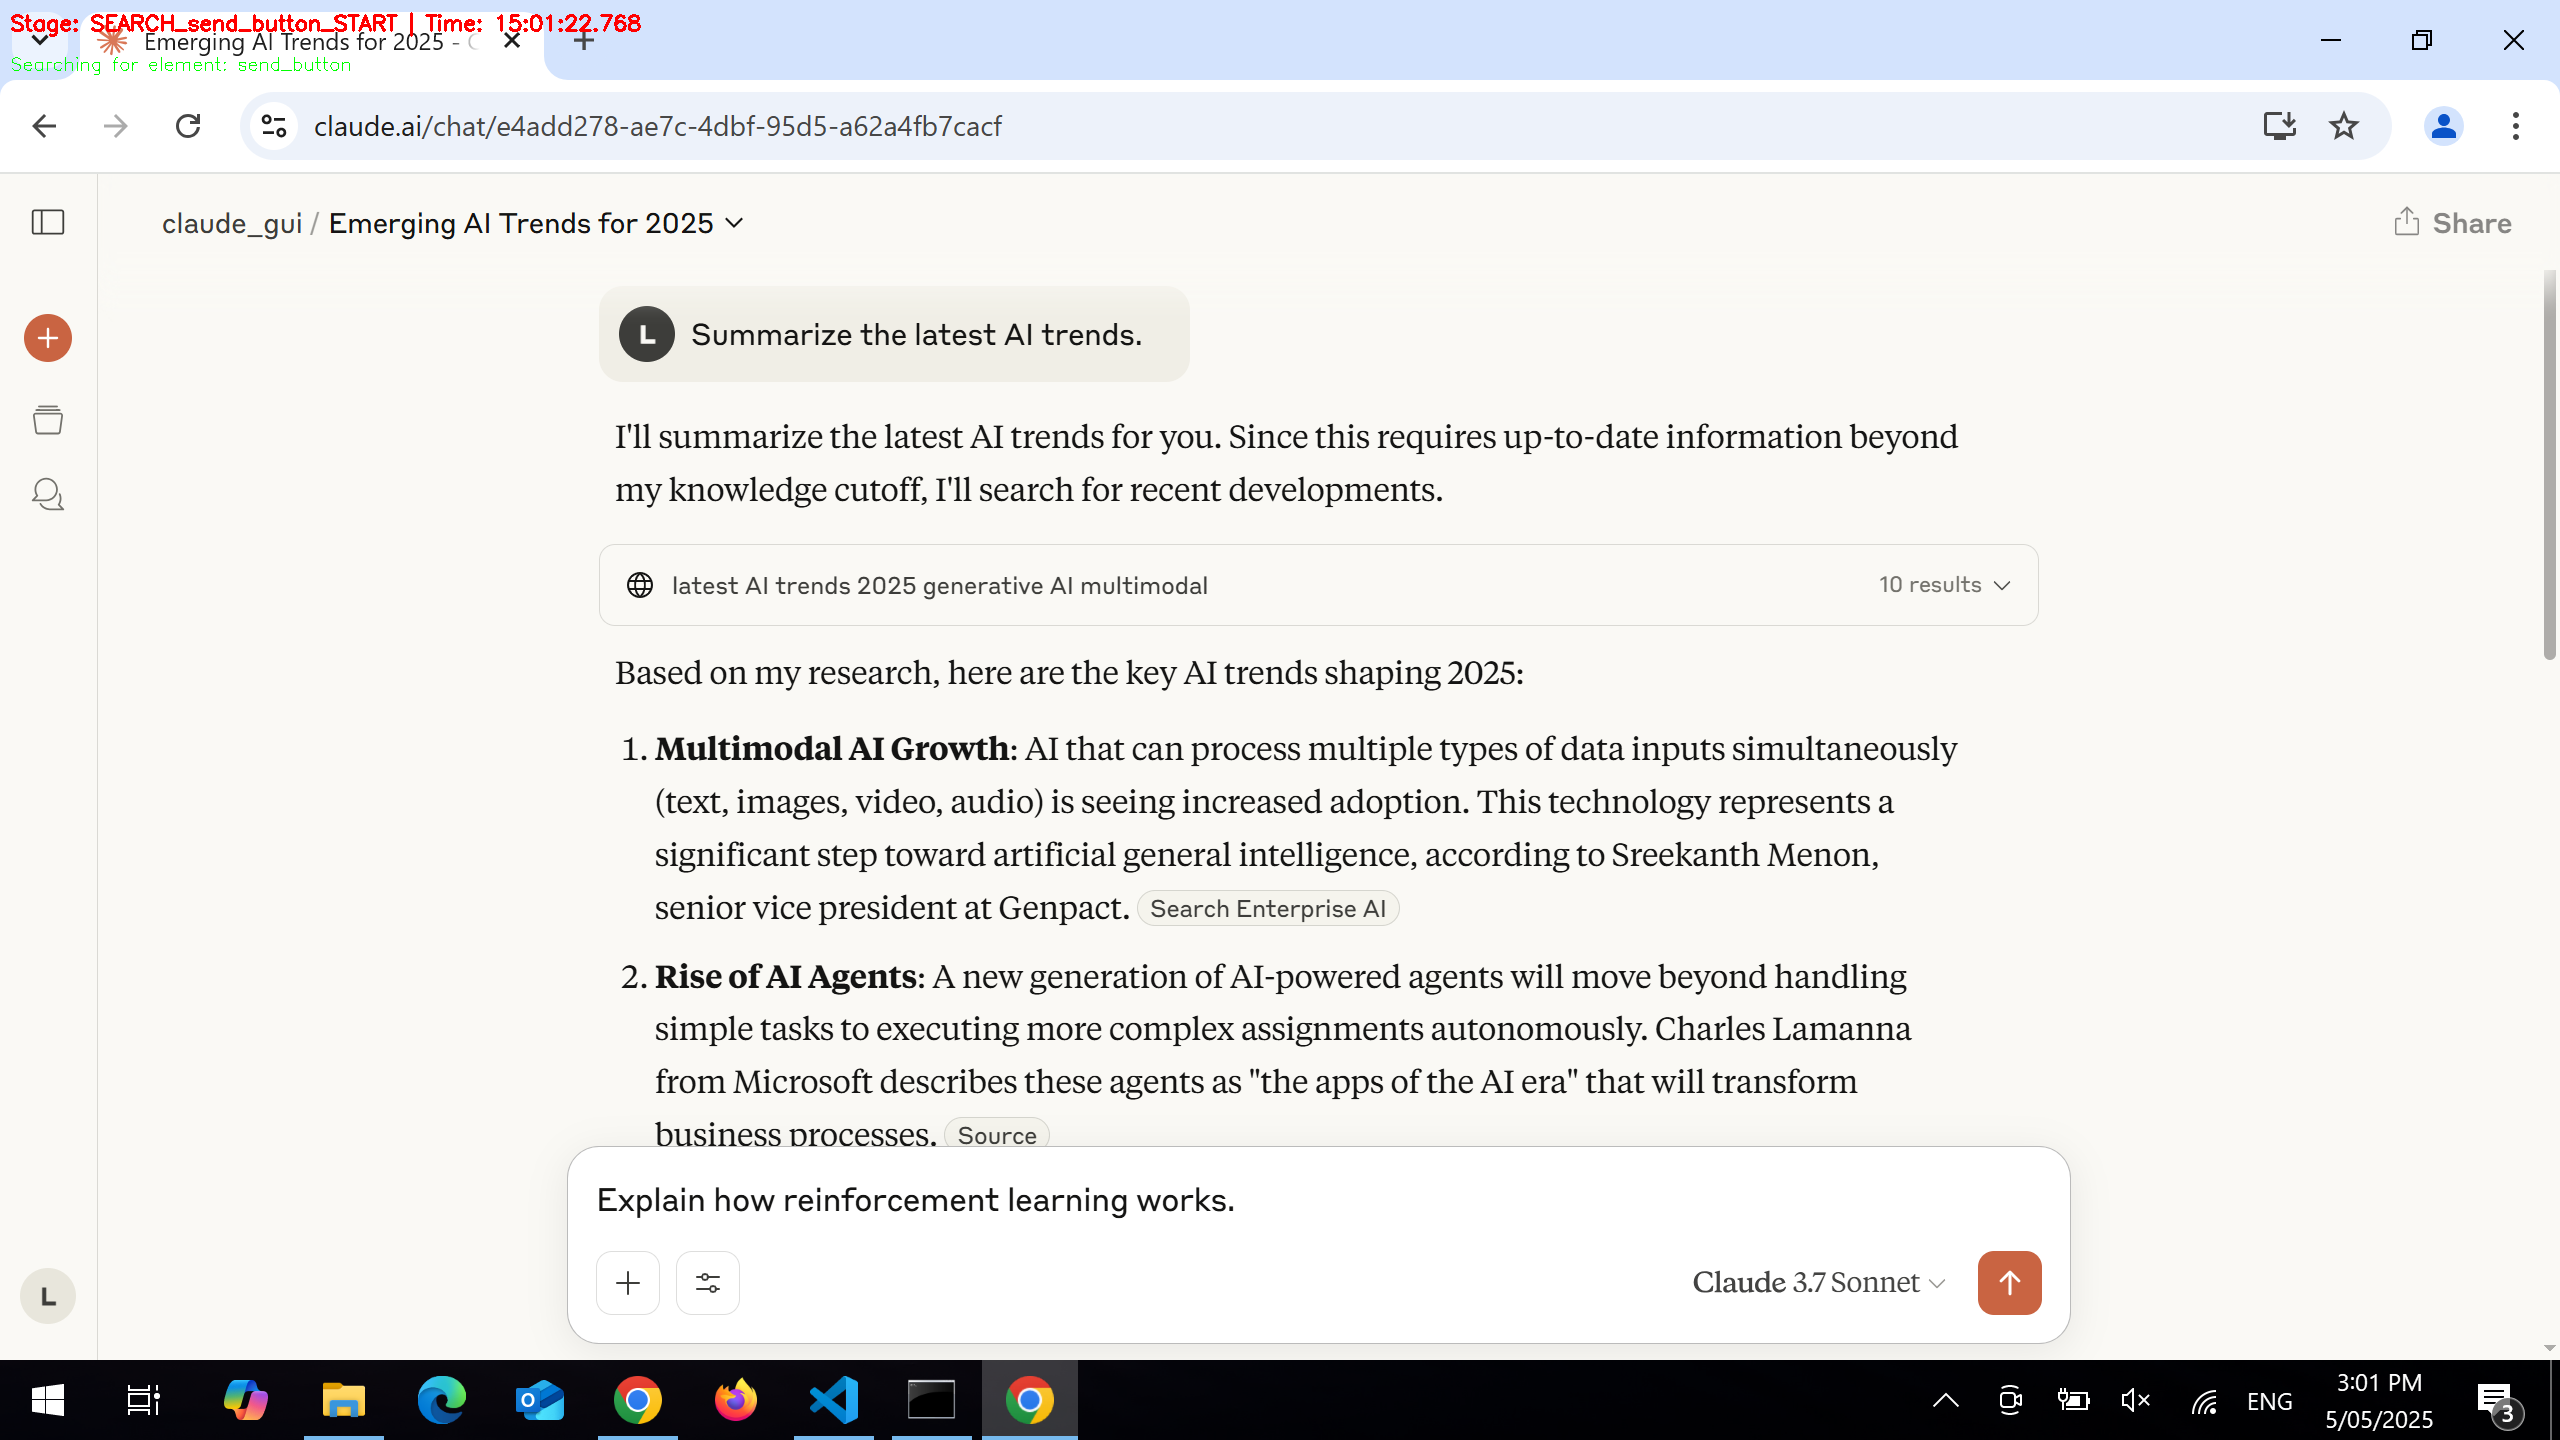 Stage: SEARCH_send_button_START | Time: 15:01:22.768
Emerging AI Trends for 2025 - C
Searching for element: send_button
claude.ai/chat/e4add278-ae7c-4dbf-95d5-a62a4fb7cacf
claude_gui / Emerging AI Trends for 2025
Share
L Summarize the latest AI trends.
I'll summarize the latest AI trends for you. Since this requires up-to-date information beyond
my knowledge cutoff, I'll search for recent developments.
latest AI trends 2025 generative AI multimodal 10 results
Based on my research, here are the key AI trends shaping 2025:
1. Multimodal AI Growth: AI that can process multiple types of data inputs simultaneously
(text, images, video, audio) is seeing increased adoption. This technology represents a
significant step toward artificial general intelligence, according to Sreekanth Menon,
senior vice president at Genpact. Search Enterprise AI
2. Rise of AI Agents: A new generation of AI-powered agents will move beyond handling
simple tasks to executing more complex assignments autonomously. Charles Lamanna
from Microsoft describes these agents as "the apps of the AI era" that will transform
business processes. Source
Explain how reinforcement learning works.
Claude 3.7 Sonnet
L
ENG
3:01 PM
5/05/2025
3